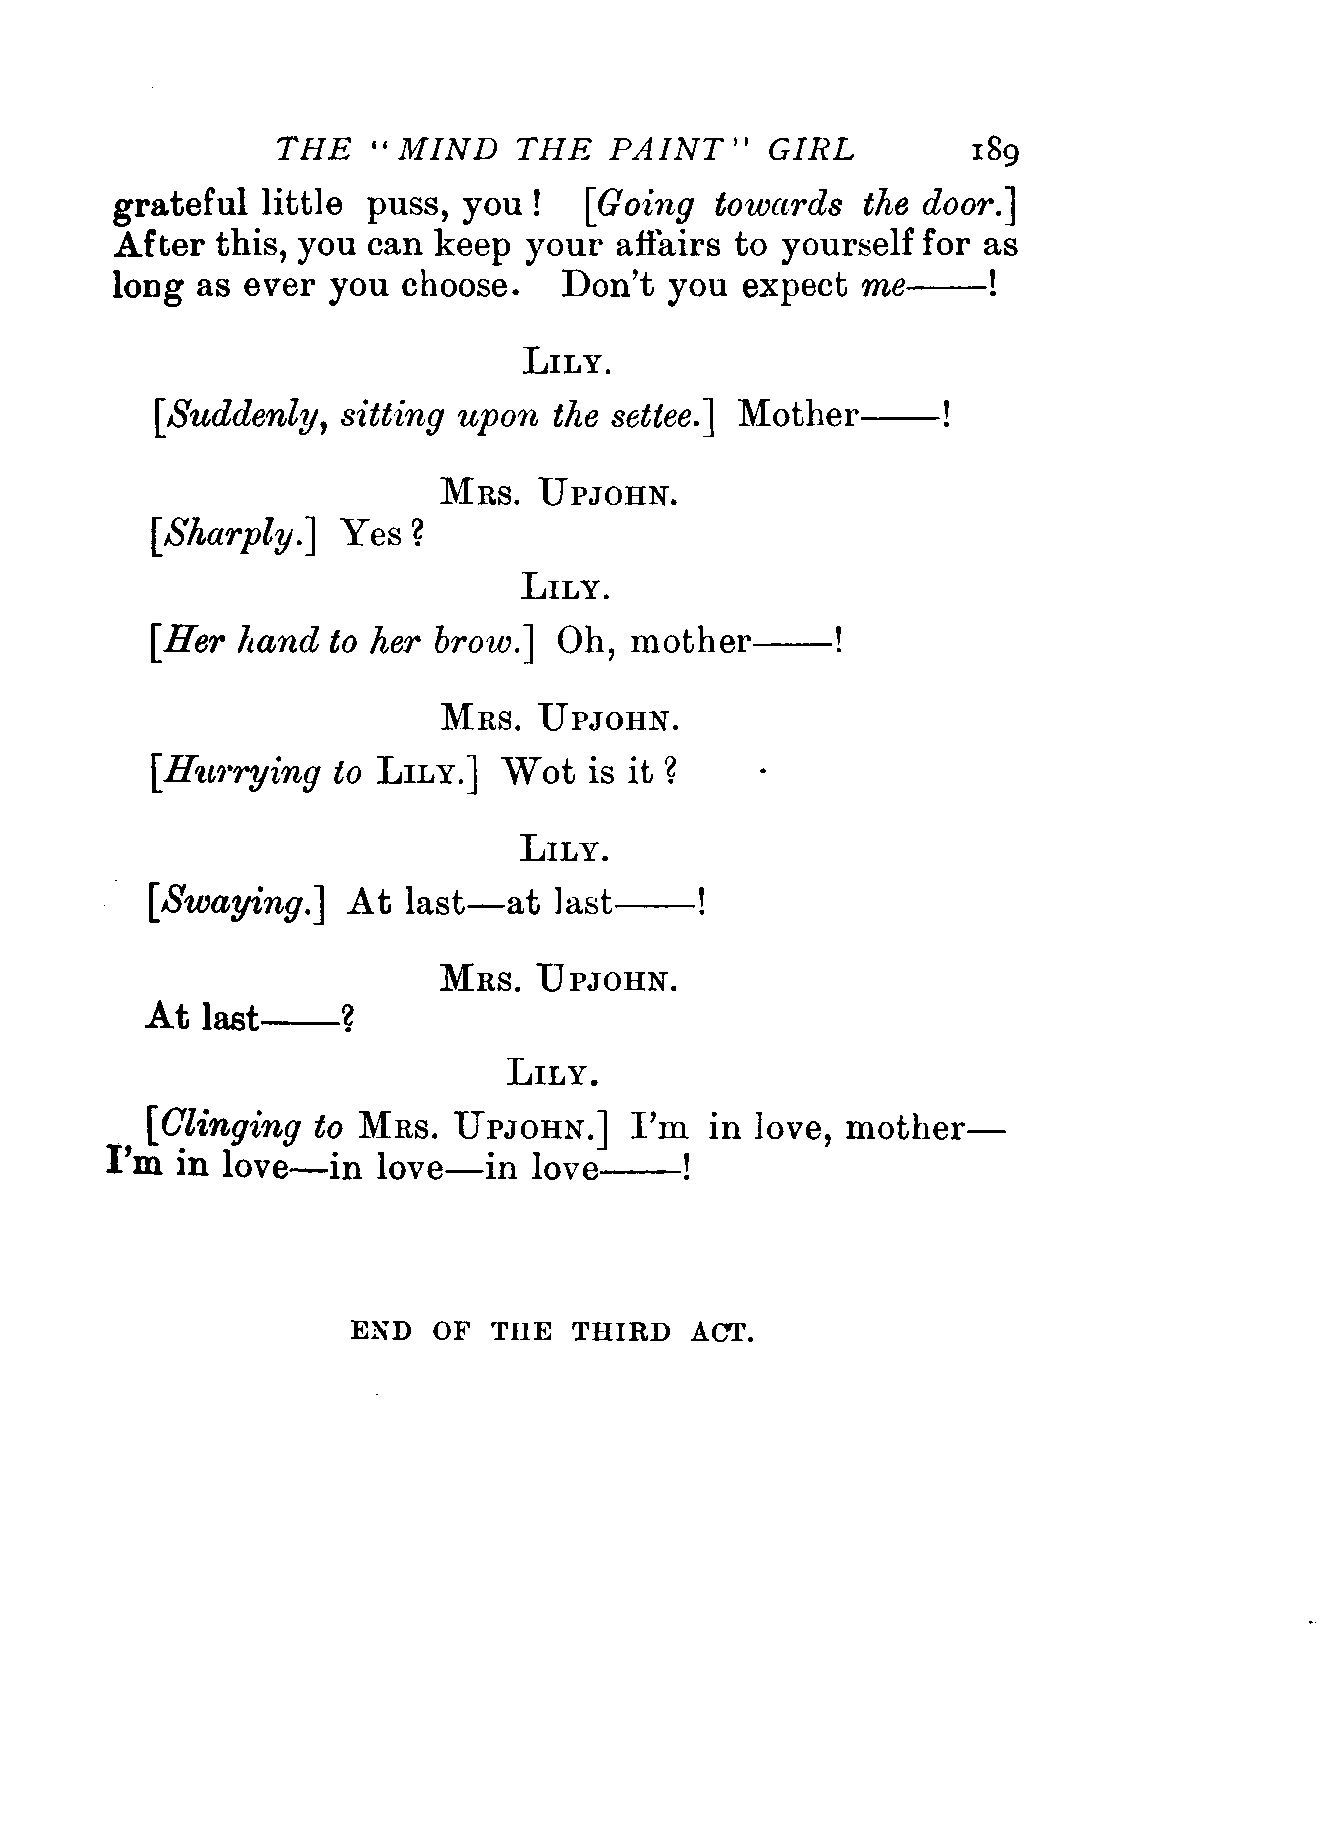 THE "MIND THE PAINT" GIRL 189
grateful little puss, you! [Going towards the door.]
After this, you can keep your affairs to yourself for as
long as ever you choose. Don't you expect me——!
LILY.
[Suddenly, sitting upon the settee.] Mother——!
MRS. UPJOHN.
[Sharply.] Yes?
LILY.
[Her hand to her brow.] Oh, mother——!
MRS. UPJOHN.
[Hurrying to LILY.] Wot is it?
LILY.
[Swaying.] At last—at last——!
MRS. UPJOHN.
At last——?
LILY.
[Clinging to MRS. UPJOHN.] I'm in love, mother—
I'm in love—in love—in love——!
END OF THE THIRD ACT.